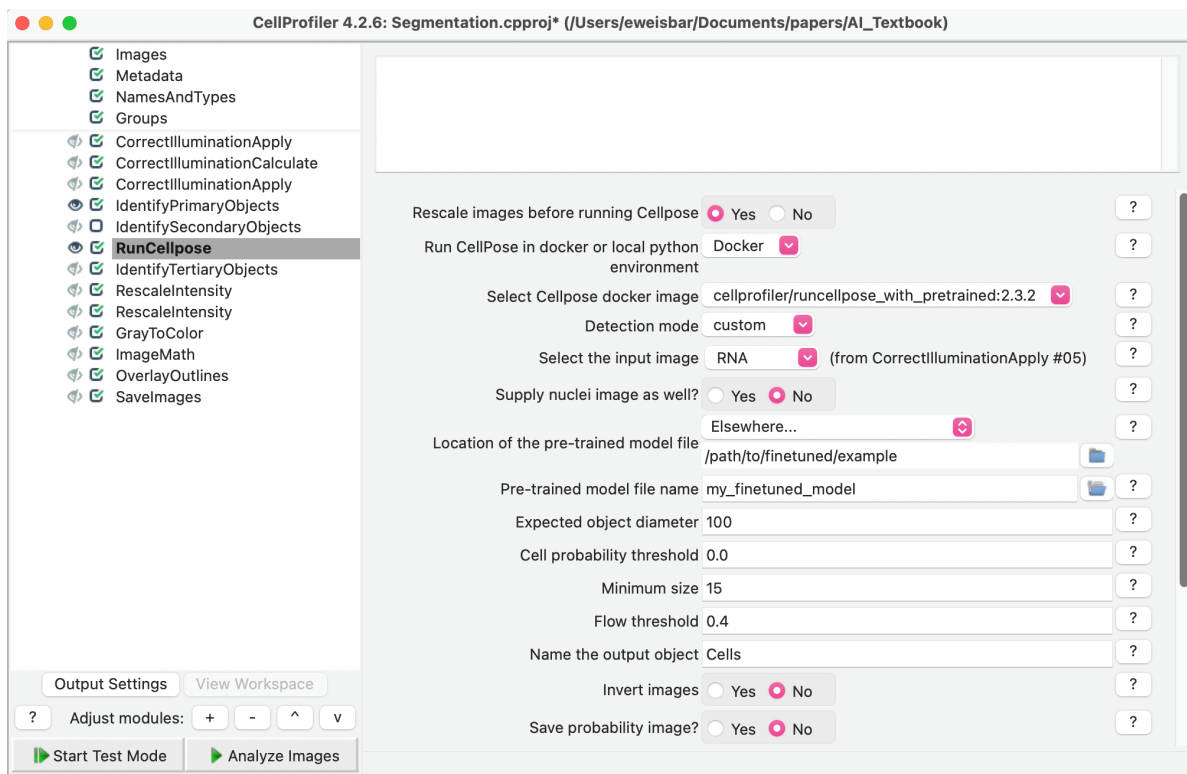 CellProfiler 4.2.6: Segmentation.cpproj* (/Users/eweisbar/Documents/papers/AI_Textbook)
Images
Metadata
NamesAndTypes
Groups
CorrectIlluminationApply
CorrectIlluminationCalculate
CorrectIlluminationApply
IdentifyPrimaryObjects
IdentifySecondaryObjects
RunCellpose
IdentifyTertiaryObjects
RescaleIntensity
RescaleIntensity
GrayToColor
ImageMath
OverlayOutlines
SaveImages
Output Settings View Workspace
? Adjust modules: + - ^ v
Start Test Mode Analyze Images
Rescale images before running Cellpose Yes No ?
Run CellPose in docker or local python Docker ?
environment
Select Cellpose docker image cellprofiler/runcellpose_with_pretrained:2.3.2 ?
Detection mode custom ?
Select the input image RNA (from CorrectIlluminationApply #05) ?
Supply nuclei image as well? Yes No ?
Elsewhere... ?
Location of the pre-trained model file
/path/to/finetuned/example
Pre-trained model file name my_finetuned_model ?
Expected object diameter 100 ?
Cell probability threshold 0.0 ?
Minimum size 15 ?
Flow threshold 0.4 ?
Name the output object Cells ?
Invert images Yes No ?
Save probability image? Yes No ?